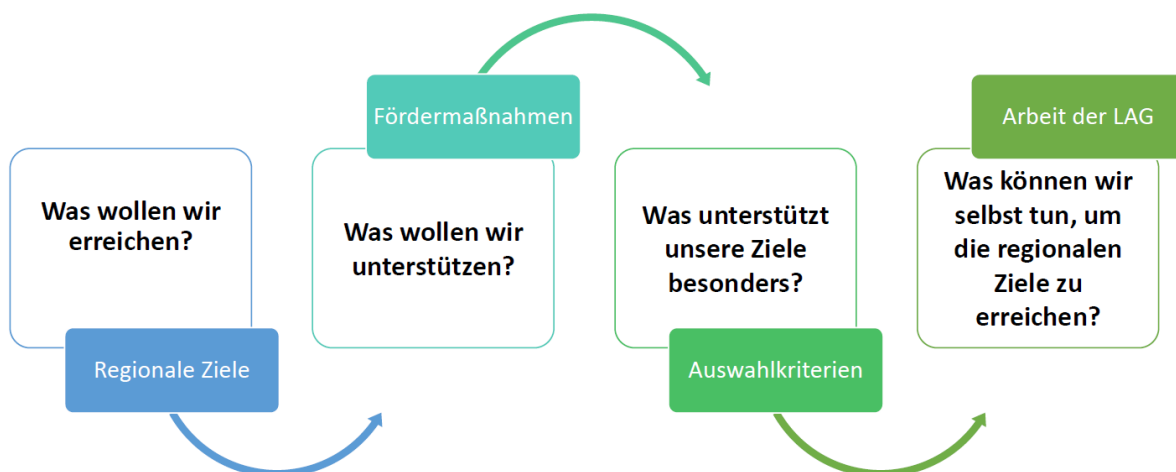 Was wollen wir
erreichen?
Regionale Ziele
Fördermaßnahmen
Was wollen wir
unterstützen?
Was unterstützt
unsere Ziele
besonders?
Auswahlkriterien
Arbeit der LAG
Was können wir
selbst tun, um
die regionalen
Ziele zu
erreichen?